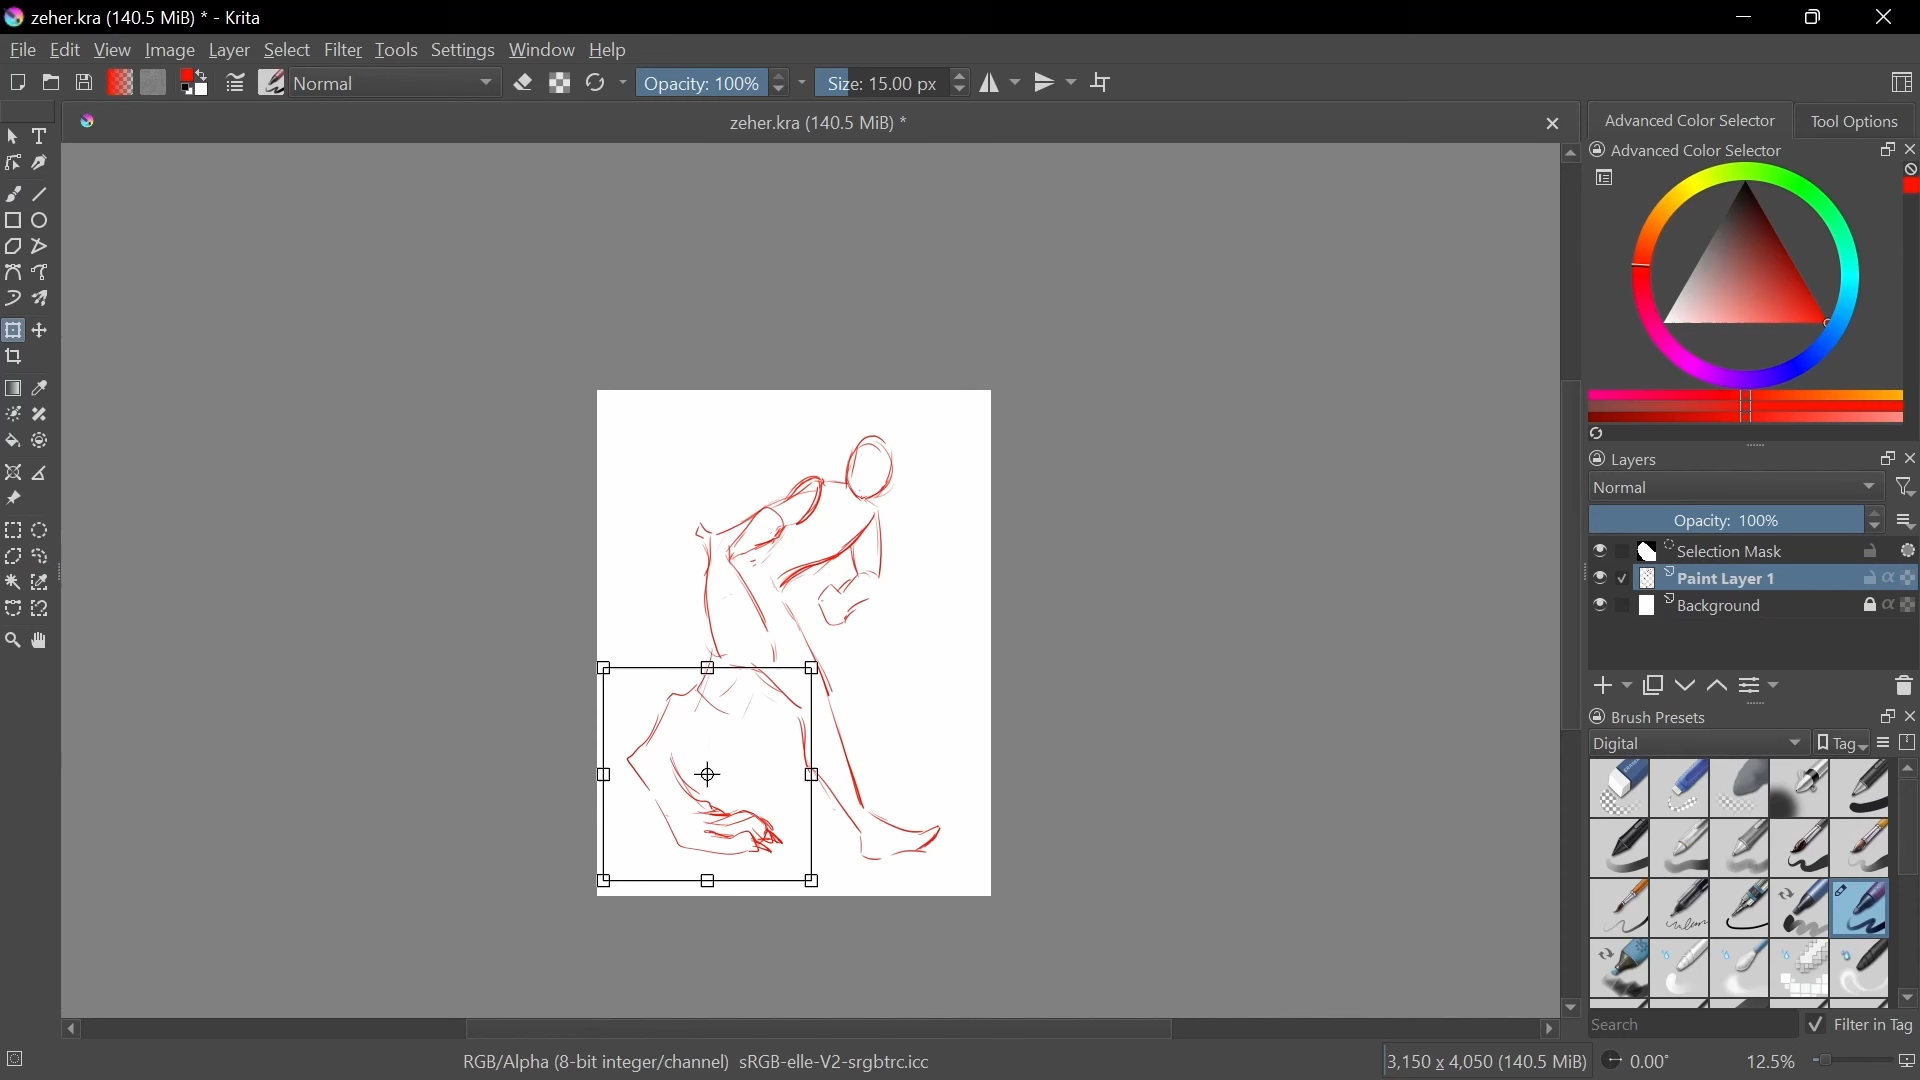 zeher.kra (140.5 MiB) * - Krita
File Edit View Image Layer Select Filter Tools Settings Window Help
Normal Opacity: 100% Size: 15.00 px
zeher.kra (140.5 MiB) *
Advanced Color Selector Tool Options
Advanced Color Selector
Layers
Normal
Opacity: 100%
Selection Mask
Paint Layer 1
Background
Brush Presets
Digital Tag
Search Filter in Tag
RGB/Alpha (8-bit integer/channel) sRGB-elle-V2-srgbtrc.icc 3,150 x 4,050 (140.5 MiB) 0.00° 12.5%